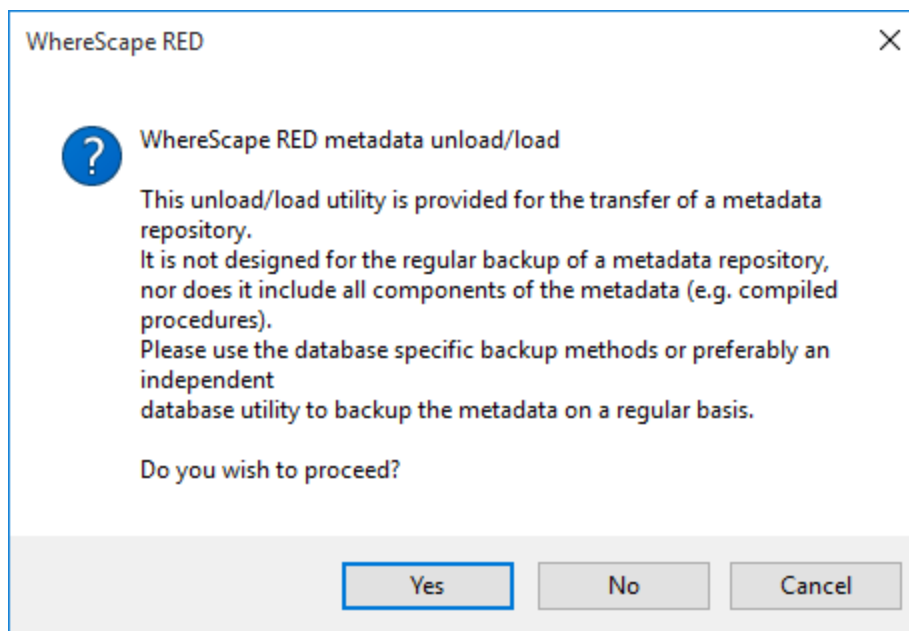 WhereScape RED
WhereScape RED metadata unload/load
This unload/load utility is provided for the transfer of a metadata
repository.
It is not designed for the regular backup of a metadata repository,
nor does it include all components of the metadata (e.g. compiled
procedures).
Please use the database specific backup methods or preferably an
independent
database utility to backup the metadata on a regular basis.
Do you wish to proceed?
Yes
No
Cancel